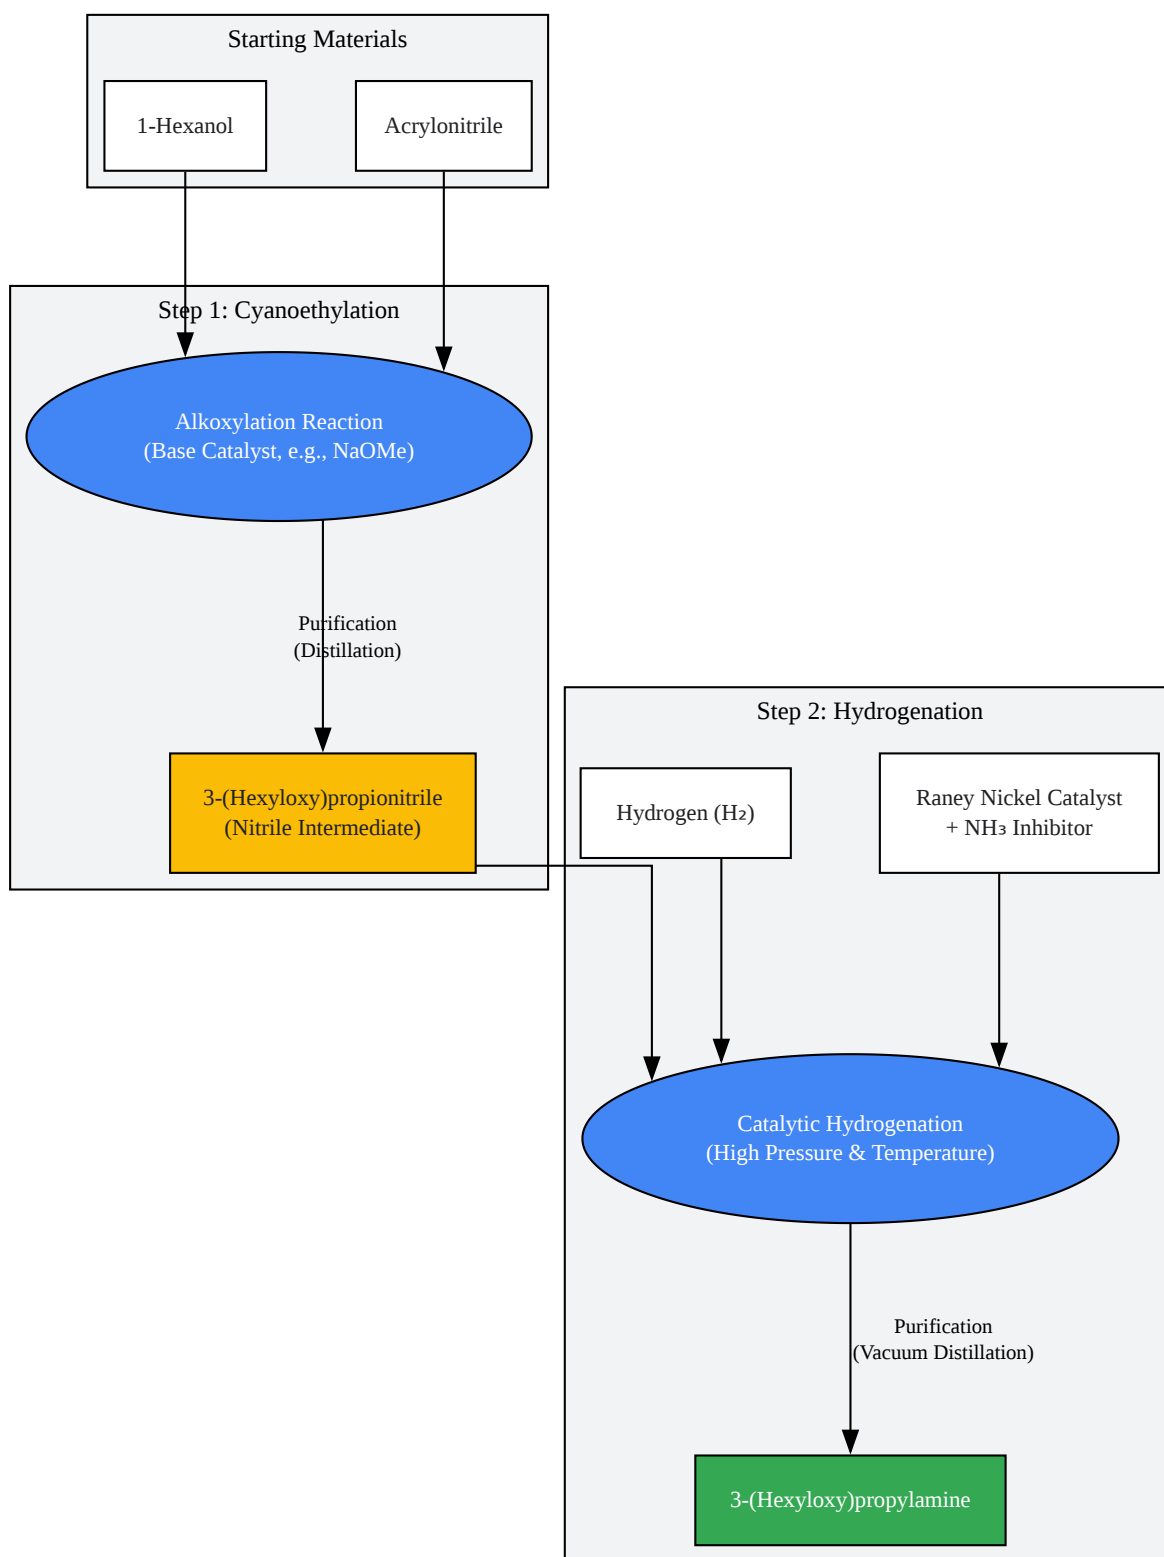 Starting Materials
1-Hexanol
Acrylonitrile
Step 1: Cyanoethylation
Alkoxylation Reaction
(Base Catalyst, e.g., NaOMe)
Purification
(Distillation)
3-(Hexyloxy)propionitrile
(Nitrile Intermediate)
Step 2: Hydrogenation
Hydrogen (H₂)
Raney Nickel Catalyst
+ NH₃ Inhibitor
Catalytic Hydrogenation
(High Pressure & Temperature)
Purification
(Vacuum Distillation)
3-(Hexyloxy)propylamine